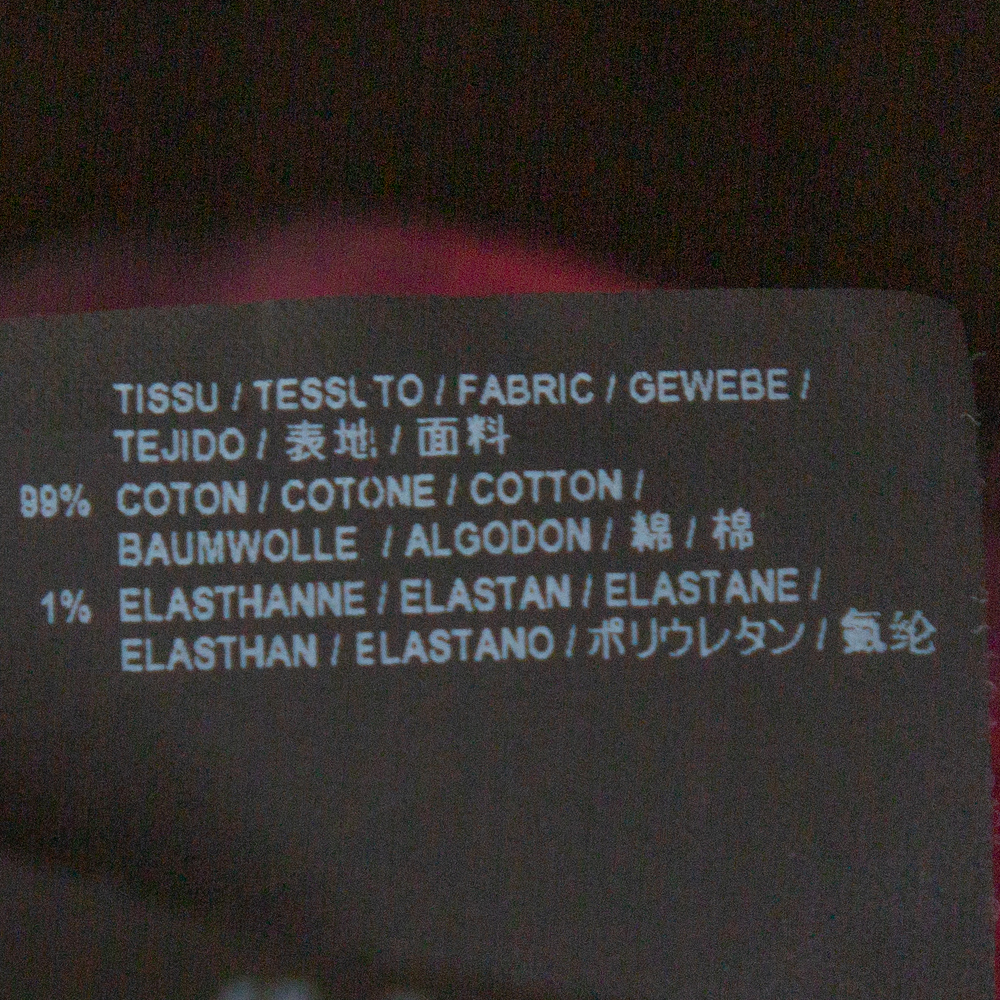 TISSU / TESSUTO / FABRIC / GEWEBE /
TEJIDO / 表地 / 面料
99% COTON / COTONE / COTTON /
BAUMWOLLE / ALGODON / 綿 / 棉
1% ELASTHANNE / ELASTAN / ELASTANE /
ELASTHAN / ELASTANO / ポリウレタン / 氨纶